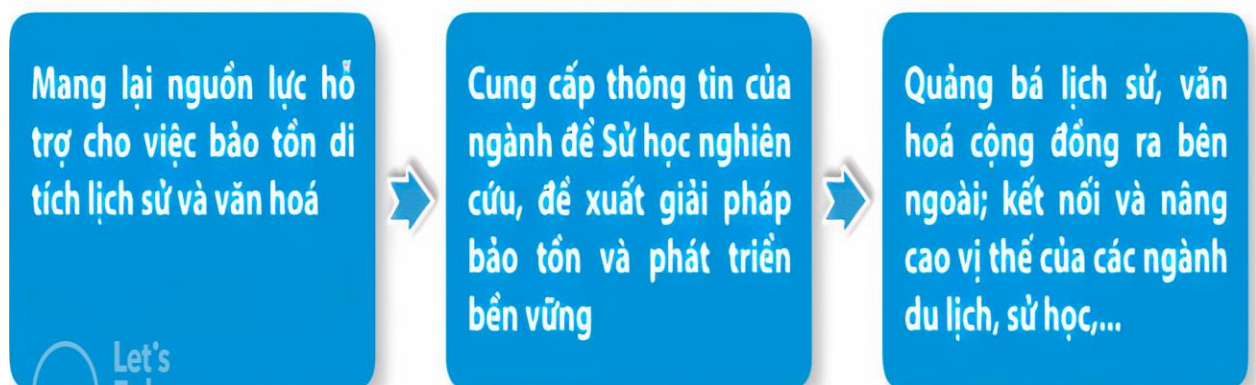 Mang lại nguồn lực hỗ
trợ cho việc bảo tồn di
tích lịch sử và văn hoá
Cung cấp thông tin của
ngành để Sử học nghiên
cứu, đề xuất giải pháp
bảo tồn và phát triển
bền vững
Quảng bá lịch sử, văn
hoá cộng đồng ra bên
ngoài; kết nối và nâng
cao vị thế của các ngành
du lịch, sử học,...
Let's